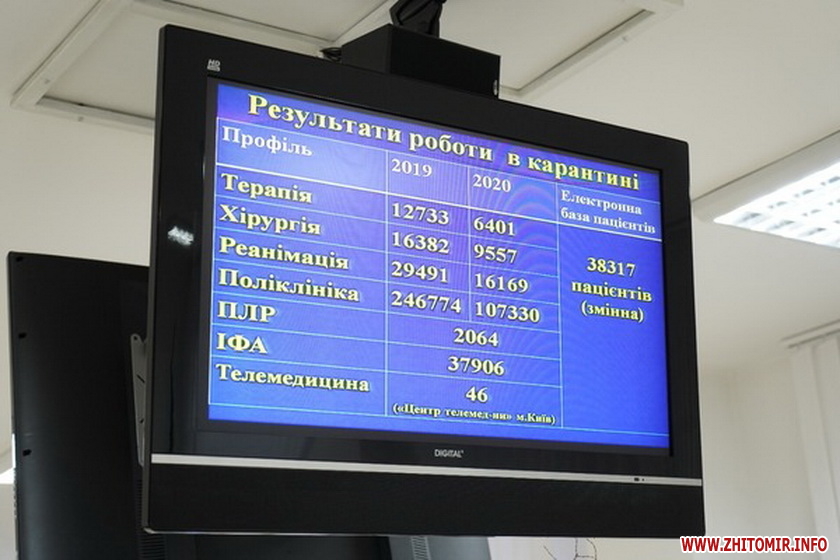 HD
Результати роботи в карантині
Профіль 2019 2020 Електронна база пацієнтів
Терапія 12733 6401
Хірургія 16382 9557
Реанімація 29491 16169
Поліклініка 246774 107330
38317
пацієнтів
(змінна)
ПЛР 2064
ІФА 37906
Телемедицина 46
(«Центр телемед-ни» м.Київ)
DIGITAL
WWW.ZHITOMIR.INFO